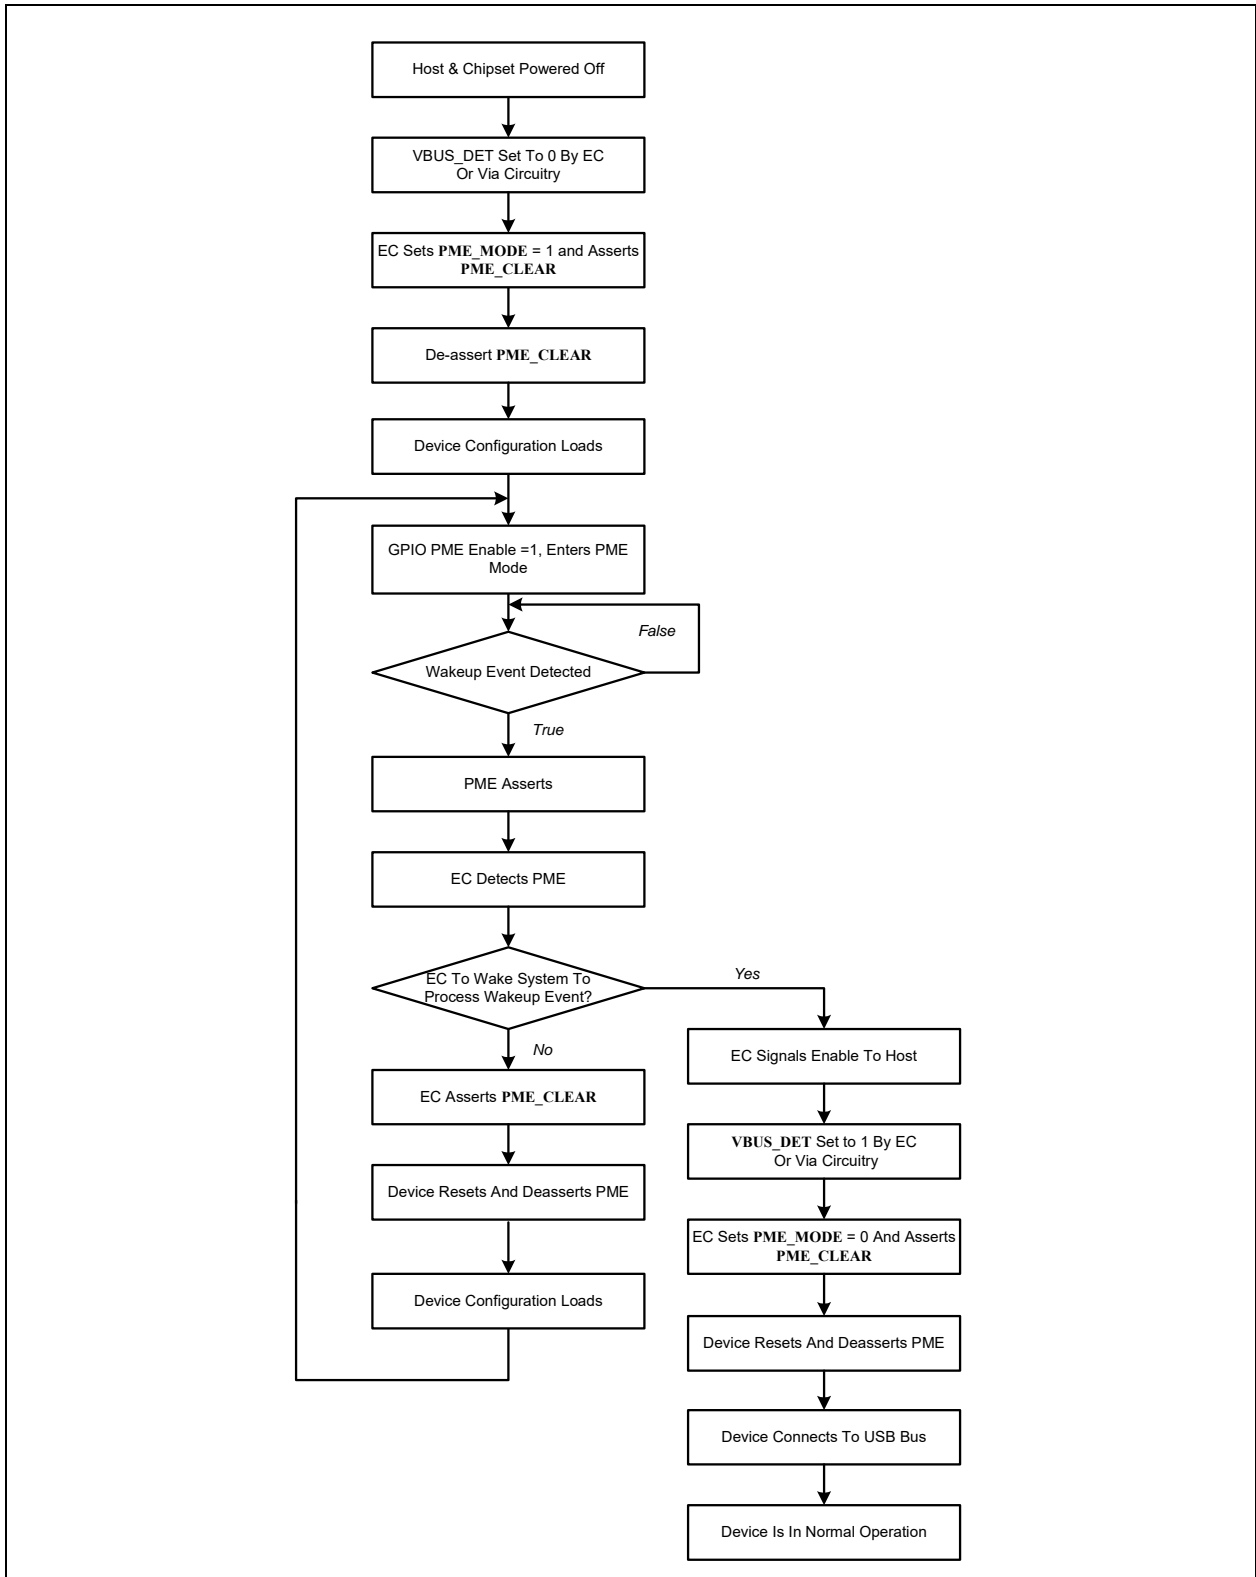 Host & Chipset Powered Off
VBUS_DET Set To 0 By EC
Or Via Circuitry
EC Sets PME_MODE = 1 and Asserts
PME_CLEAR
De-assert PME_CLEAR
Device Configuration Loads
GPIO PME Enable =1, Enters PME
Mode
False
Wakeup Event Detected
True
PME Asserts
EC Detects PME
EC To Wake System To
Process Wakeup Event?
Yes
No
EC Asserts PME_CLEAR
Device Resets And Deasserts PME
Device Configuration Loads
EC Signals Enable To Host
VBUS_DET Set to 1 By EC
Or Via Circuitry
EC Sets PME_MODE = 0 And Asserts
PME_CLEAR
Device Resets And Deasserts PME
Device Connects To USB Bus
Device Is In Normal Operation